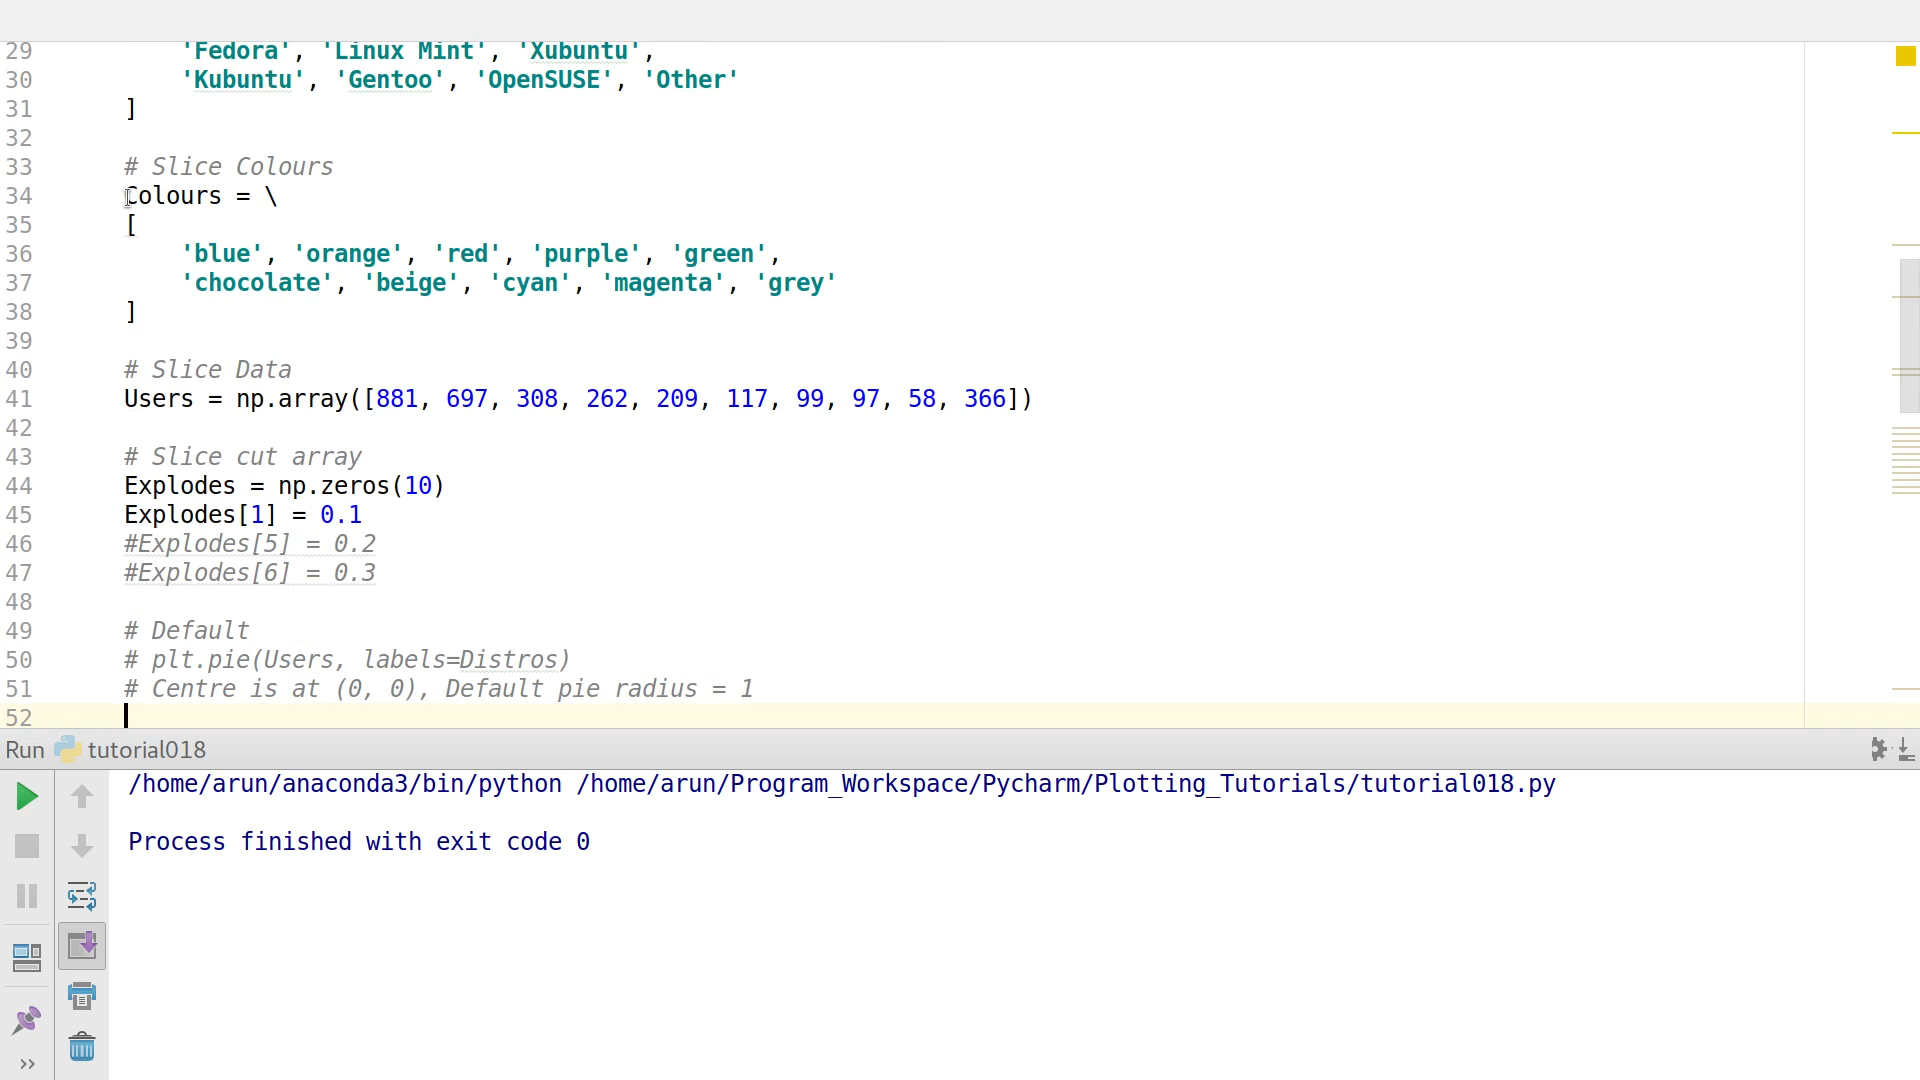 29 'Fedora', 'Linux Mint', 'Xubuntu',
30 'Kubuntu', 'Gentoo', 'OpenSUSE', 'Other'
31 ]
32
33 # Slice Colours
34 Colours = \
35 [
36 'blue', 'orange', 'red', 'purple', 'green',
37 'chocolate', 'beige', 'cyan', 'magenta', 'grey'
38 ]
39
40 # Slice Data
41 Users = np.array([881, 697, 308, 262, 209, 117, 99, 97, 58, 366])
42
43 # Slice cut array
44 Explodes = np.zeros(10)
45 Explodes[1] = 0.1
46 #Explodes[5] = 0.2
47 #Explodes[6] = 0.3
48
49 # Default
50 # plt.pie(Users, labels=Distros)
51 # Centre is at (0, 0), Default pie radius = 1
52
Run tutorial018
/home/arun/anaconda3/bin/python /home/arun/Program_Workspace/Pycharm/Plotting_Tutorials/tutorial018.py
Process finished with exit code 0